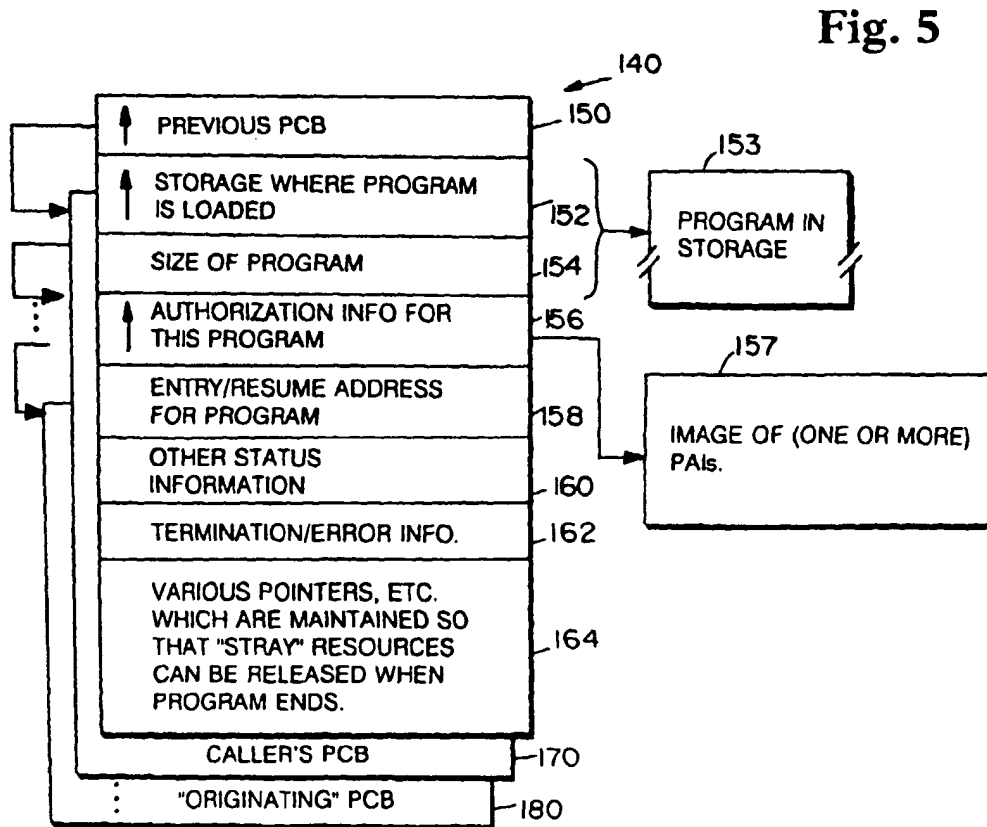 Fig. 5
140
PREVIOUS PCB
150
STORAGE WHERE PROGRAM
IS LOADED
152
SIZE OF PROGRAM
154
AUTHORIZATION INFO FOR
THIS PROGRAM
156
ENTRY/RESUME ADDRESS
FOR PROGRAM
158
OTHER STATUS
INFORMATION
160
TERMINATION/ERROR INFO.
162
VARIOUS POINTERS, ETC.
WHICH ARE MAINTAINED SO
THAT "STRAY" RESOURCES
CAN BE RELEASED WHEN
PROGRAM ENDS.
164
CALLER'S PCB
170
"ORIGINATING" PCB
180
153
PROGRAM IN
STORAGE
157
IMAGE OF (ONE OR MORE)
PAIs.